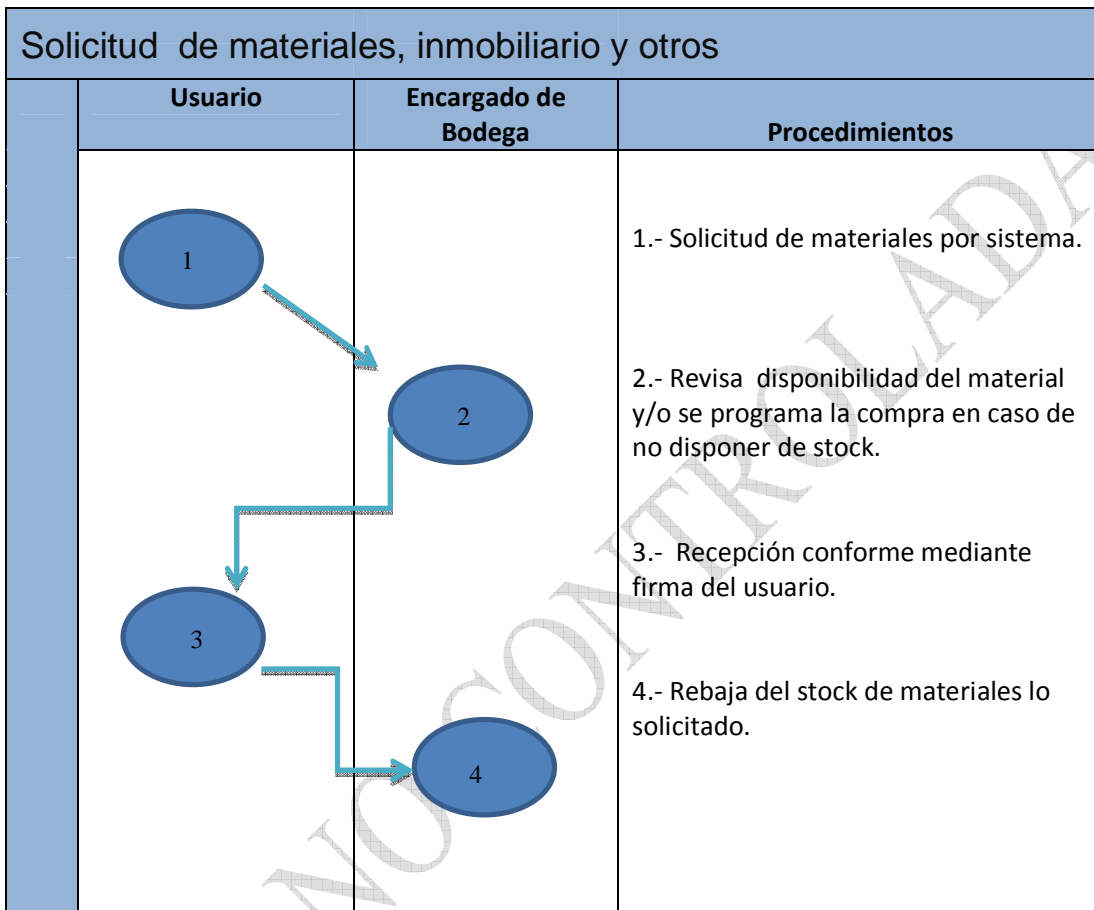 Solicitud de materiales, inmobiliario y otros
Usuario
Encargado de
Bodega
Procedimientos
1
2
3
4
1.- Solicitud de materiales por sistema.
2.- Revisa disponibilidad del material
y/o se programa la compra en caso de
no disponer de stock.
3.- Recepción conforme mediante
firma del usuario.
4.- Rebaja del stock de materiales lo
solicitado.
NO CONTROLADA